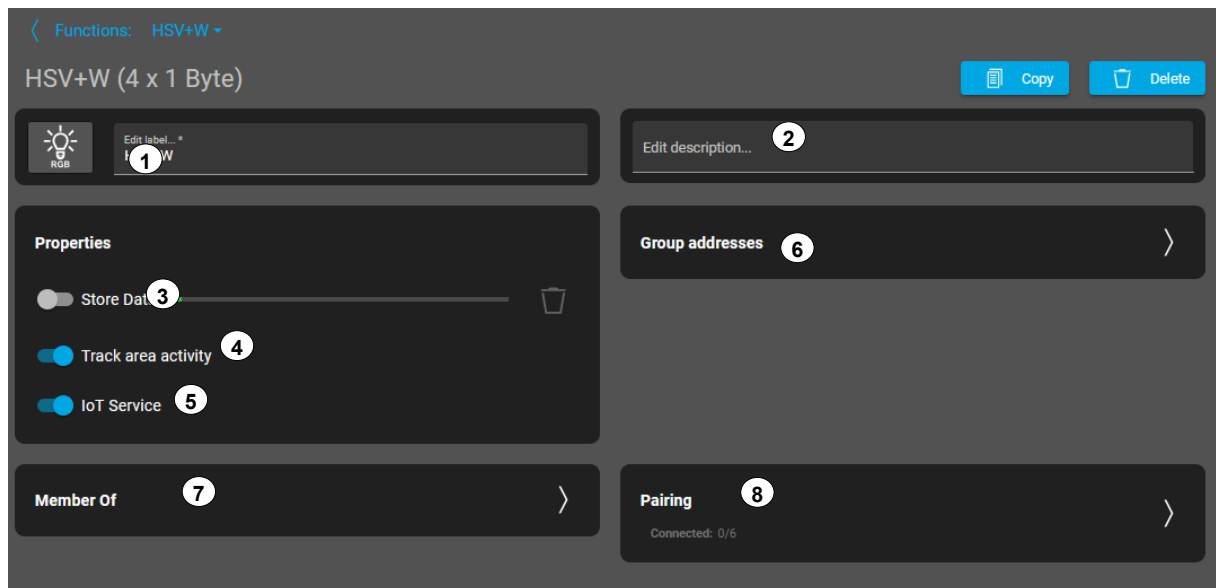 Functions: HSV+W
HSV+W (4 x 1 Byte)
Copy
Delete
RGB
Edit label... *
1
W
Edit description...
2
Properties
Group addresses
6
Store Dat
3
Track area activity
4
IoT Service
5
Member Of
7
Pairing
8
Connected: 0/6